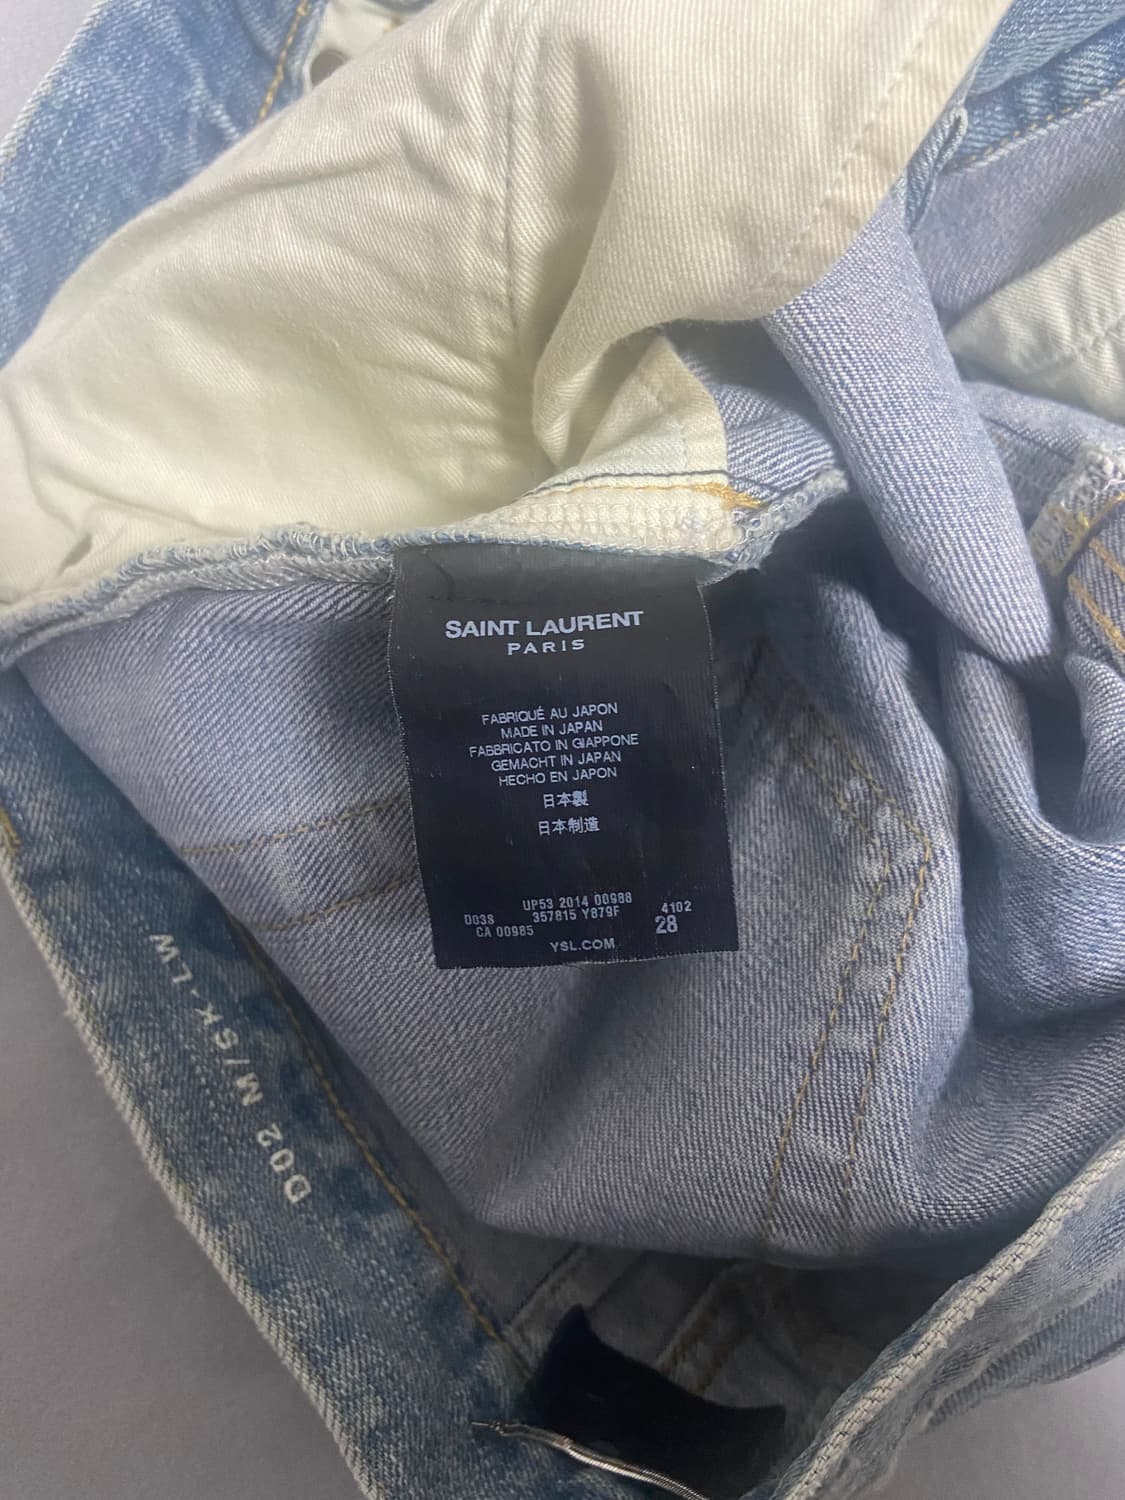 SAINT LAURENT
PARIS
FABRIQUÉ AU JAPON
MADE IN JAPAN
FABBRICATO IN GIAPPONE
GEMACHT IN JAPAN
HECHO EN JAPON
日本製
日本制造
UP53 2014 00988
D03S 357815 Y879F 4102
CA 00985 28
YSL.COM
D02 M/SK-LW